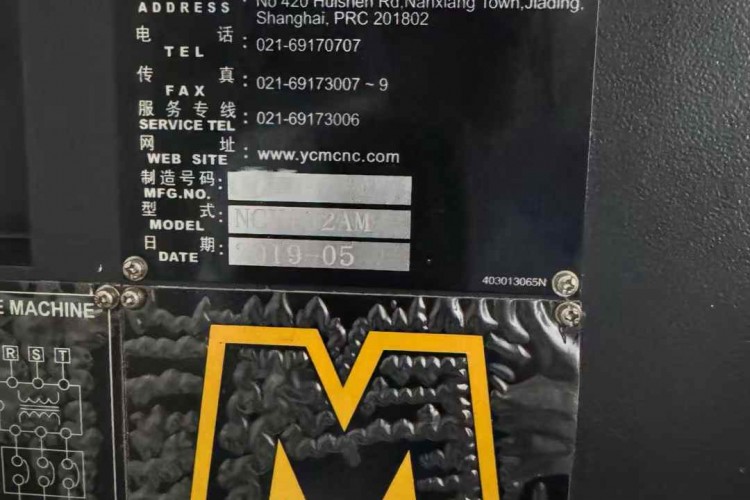 ADDRESS : No 420 Huishen Rd,Nanxiang Town,Jiading.
Shanghai, PRC 201802
电 话 : 021-69170707
TEL
传 真 : 021-69173007 ~ 9
FAX
服务专线 : 021-69173006
SERVICE TEL
网 址 : www.ycmcnc.com
WEB SITE
制造号码:
MFG.NO.
型 式:
MODEL
日 期: 2019-05
DATE
403013065N
E MACHINE
R S T
M